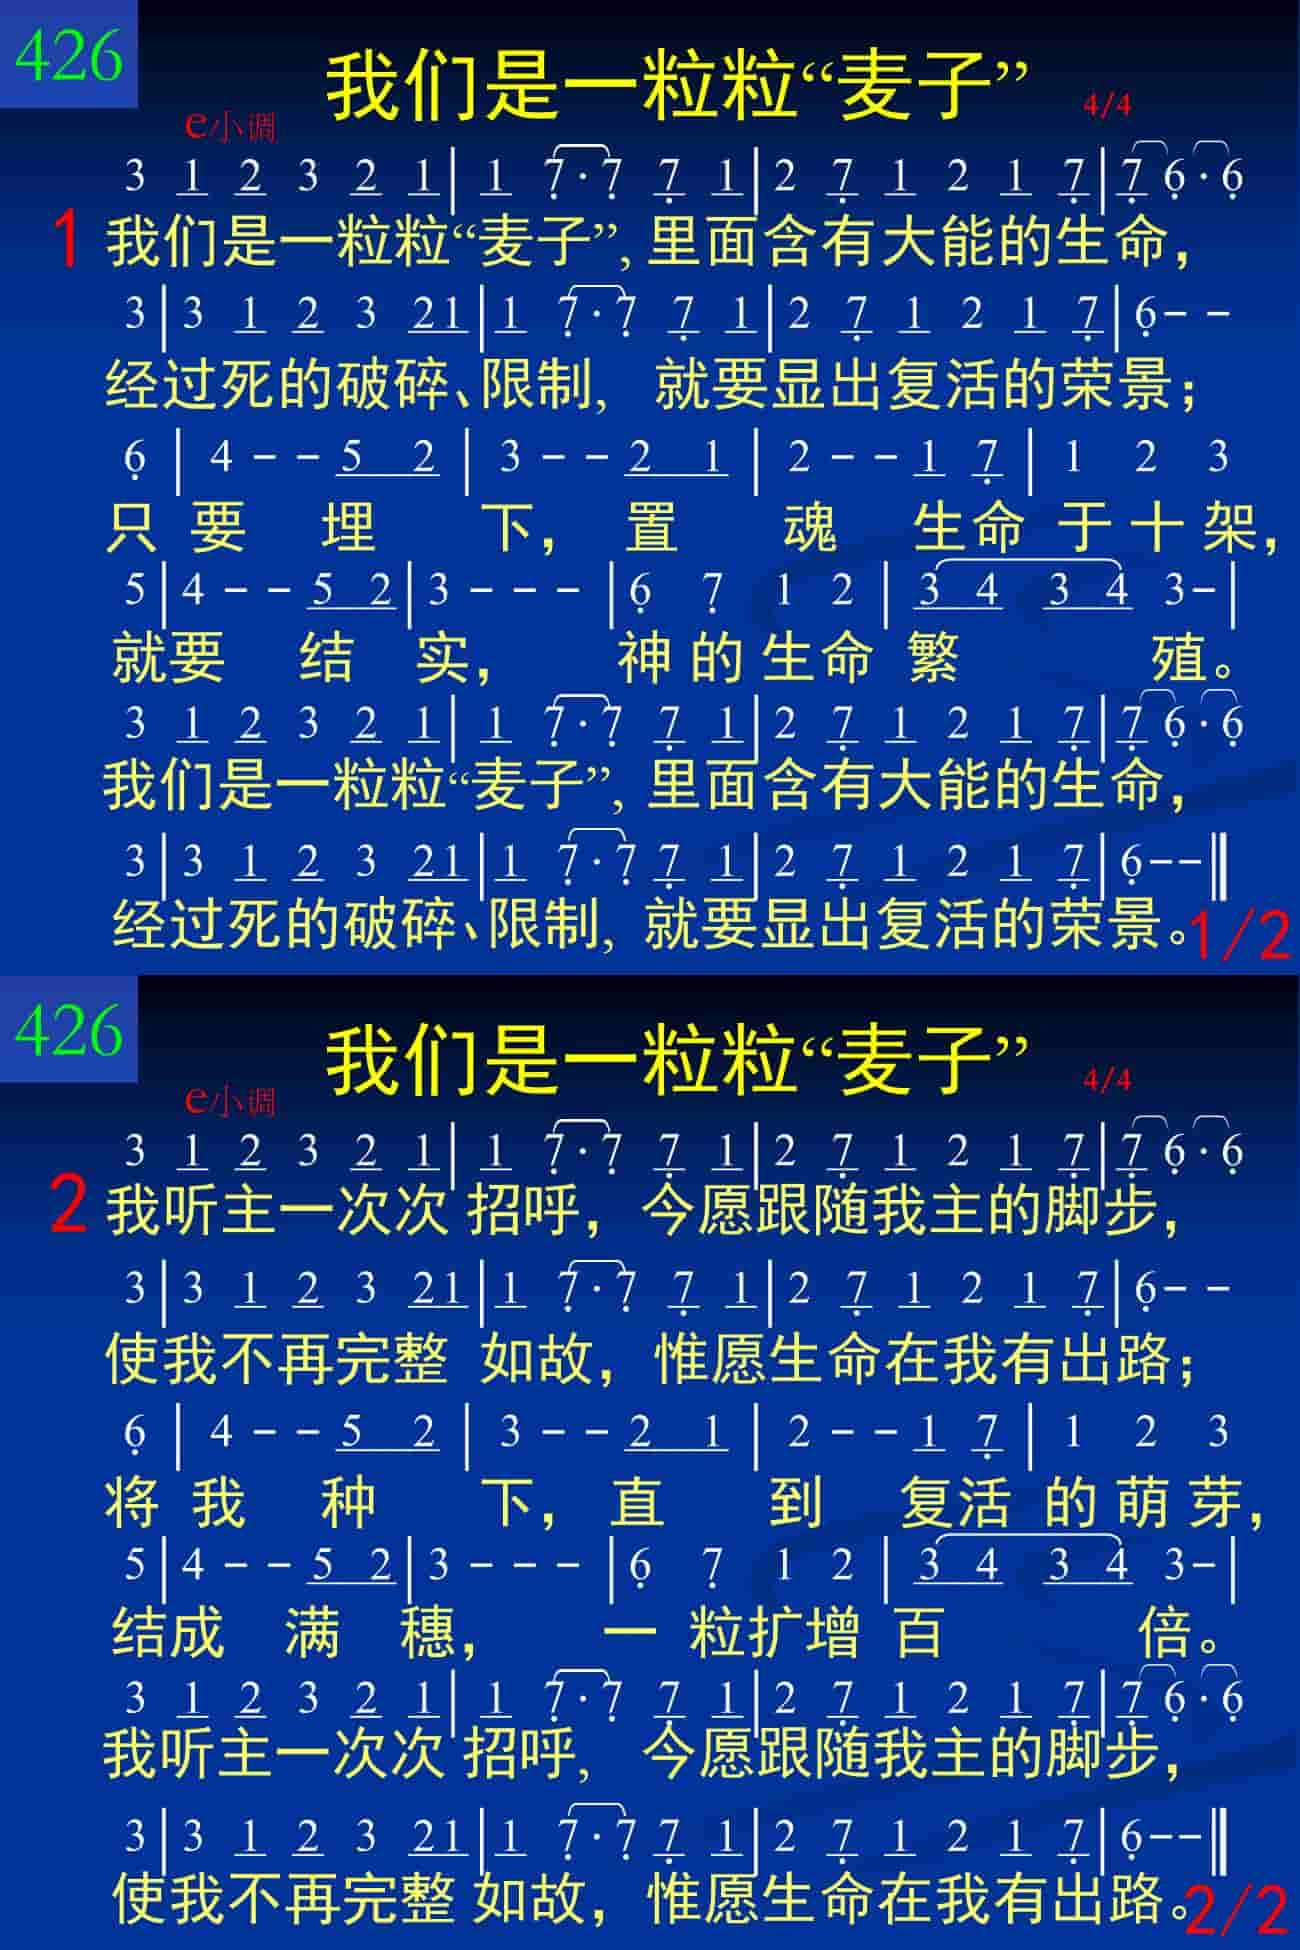 426
我们是一粒粒“麦子”
4/4
e小调
3 1 2 3 2 1 | 1 7·7 7 1 | 2 7 1 2 1 7 | 7 6·6
1 我们是一粒粒“麦子”, 里面含有大能的生命，
3 | 3 1 2 3 21 | 1 7·7 7 1 | 2 7 1 2 1 7 | 6--
经过死的破碎、限制, 就要显出复活的荣景；
6 | 4 - - 5 2 | 3 - - 2 1 | 2 - - 1 7 | 1 2 3
只 要 埋 下， 置 魂 生命 于 十 架，
5 | 4 - - 5 2 | 3 - - - | 6 7 1 2 | 3 4 3 4 3- |
就要 结 实， 神 的 生命 繁 殖。
3 1 2 3 2 1 | 1 7·7 7 1 | 2 7 1 2 1 7 | 7 6·6
我们是一粒粒“麦子”, 里面含有大能的生命，
3 | 3 1 2 3 21 | 1 7·7 7 1 | 2 7 1 2 1 7 | 6-- ‖
经过死的破碎、限制, 就要显出复活的荣景。
1/2
426
我们是一粒粒“麦子”
4/4
e小调
3 1 2 3 2 1 | 1 7·7 7 1 | 2 7 1 2 1 7 | 7 6·6
2 我听主一次次 招呼， 今愿跟随我主的脚步，
3 | 3 1 2 3 21 | 1 7·7 7 1 | 2 7 1 2 1 7 | 6--
使我不再完整 如故， 惟愿生命在我有出路；
6 | 4 - - 5 2 | 3 - - 2 1 | 2 - - 1 7 | 1 2 3
将 我 种 下， 直 到 复活 的 萌 芽，
5 | 4 - - 5 2 | 3 - - - | 6 7 1 2 | 3 4 3 4 3- |
结成 满 穗， 一 粒扩增 百 倍。
3 1 2 3 2 1 | 1 7·7 7 1 | 2 7 1 2 1 7 | 7 6·6
我听主一次次 招呼, 今愿跟随我主的脚步，
3 | 3 1 2 3 21 | 1 7·7 7 1 | 2 7 1 2 1 7 | 6-- ‖
使我不再完整 如故， 惟愿生命在我有出路。
2/2